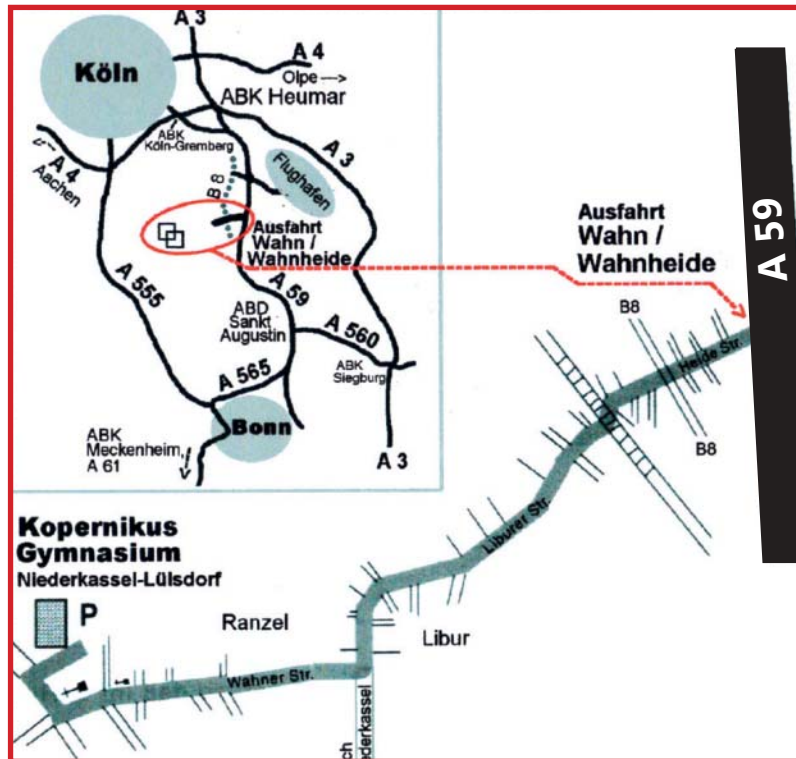 A 3
A 4
Köln
Olpe --->
ABK Heumar
ABK
Köln-Gremberg
A 3
A 4
Aachen
B 8
Flughafen
Ausfahrt
Wahn /
Wahnheide
A 555
A 59
ABD
Sankt
Augustin
A 560
ABK
Siegburg
A 565
Bonn
ABK
Meckenheim,
A 61
A 3
Ausfahrt
Wahn /
Wahnheide
A 59
B8
Heide Str.
B8
Liburer Str.
Kopernikus
Gymnasium
Niederkassel-Lülsdorf
P
Ranzel
Libur
Wahner Str.